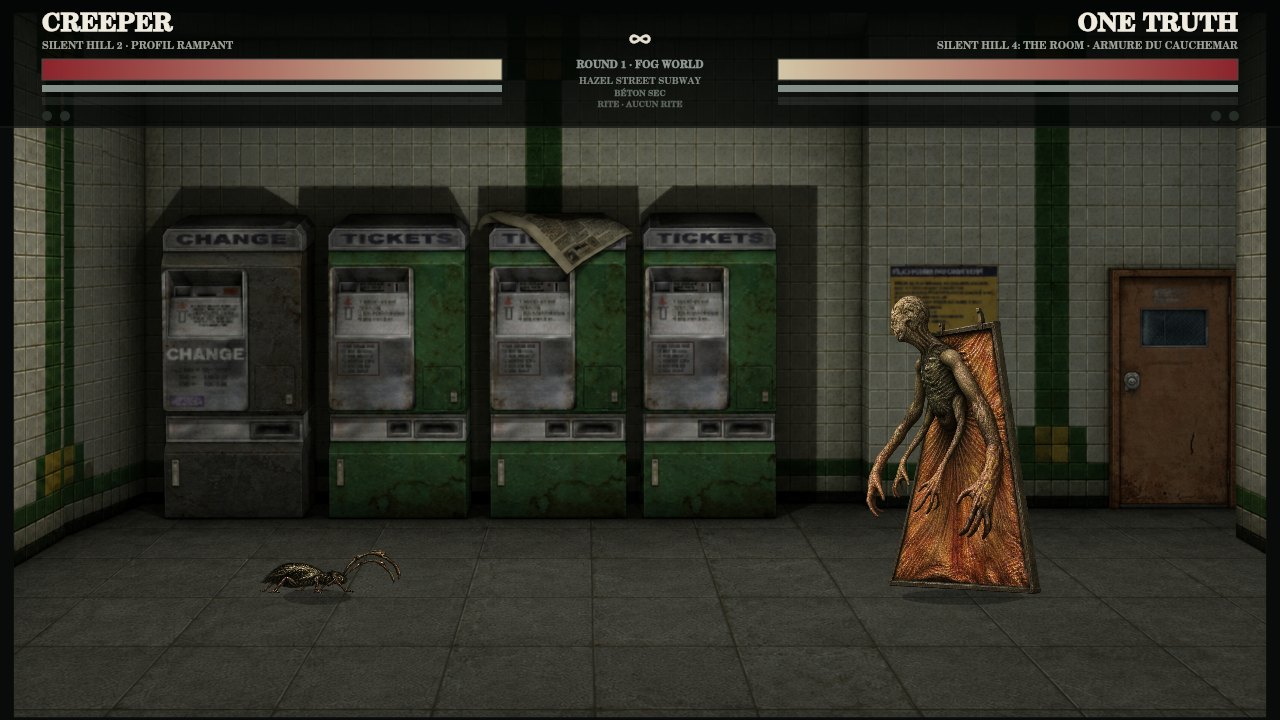 CREEPER
SILENT HILL 2 · PROFIL RAMPANT
∞
ROUND 1 · FOG WORLD
HAZEL STREET SUBWAY
BÉTON SEC
RITE · AUCUN RITE
ONE TRUTH
SILENT HILL 4: THE ROOM · ARMURE DU CAUCHEMAR
CHANGE
TICKETS
TI
TICKETS
CHANGE